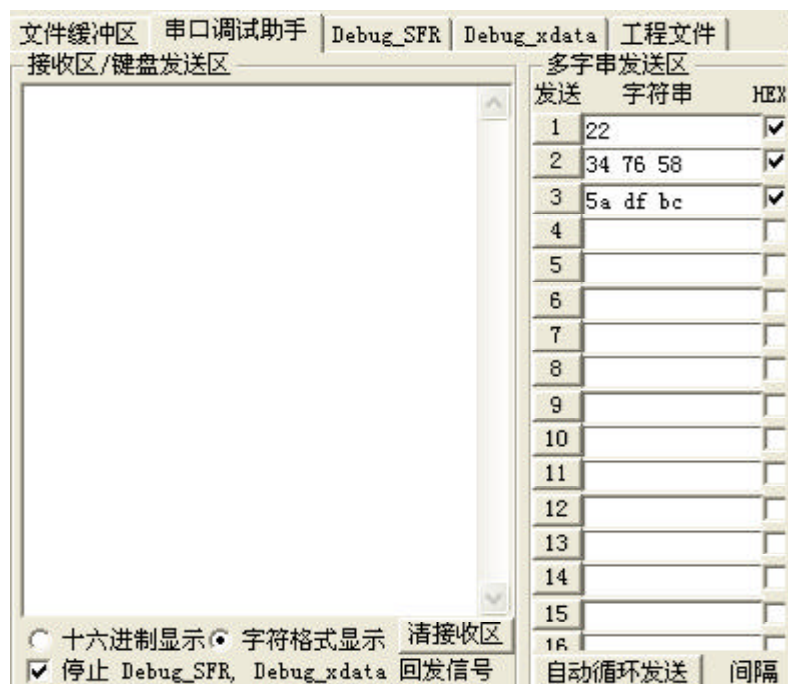 文件缓冲区 串口调试助手 Debug_SFR Debug_xdata 工程文件
接收区/键盘发送区
多字串发送区
发送 字符串 HEX
1 22
2 34 76 58
3 5a df bc
4
5
6
7
8
9
10
11
12
13
14
15
16
十六进制显示 字符格式显示 清接收区
停止 Debug_SFR, Debug_xdata 回发信号
自动循环发送 间隔